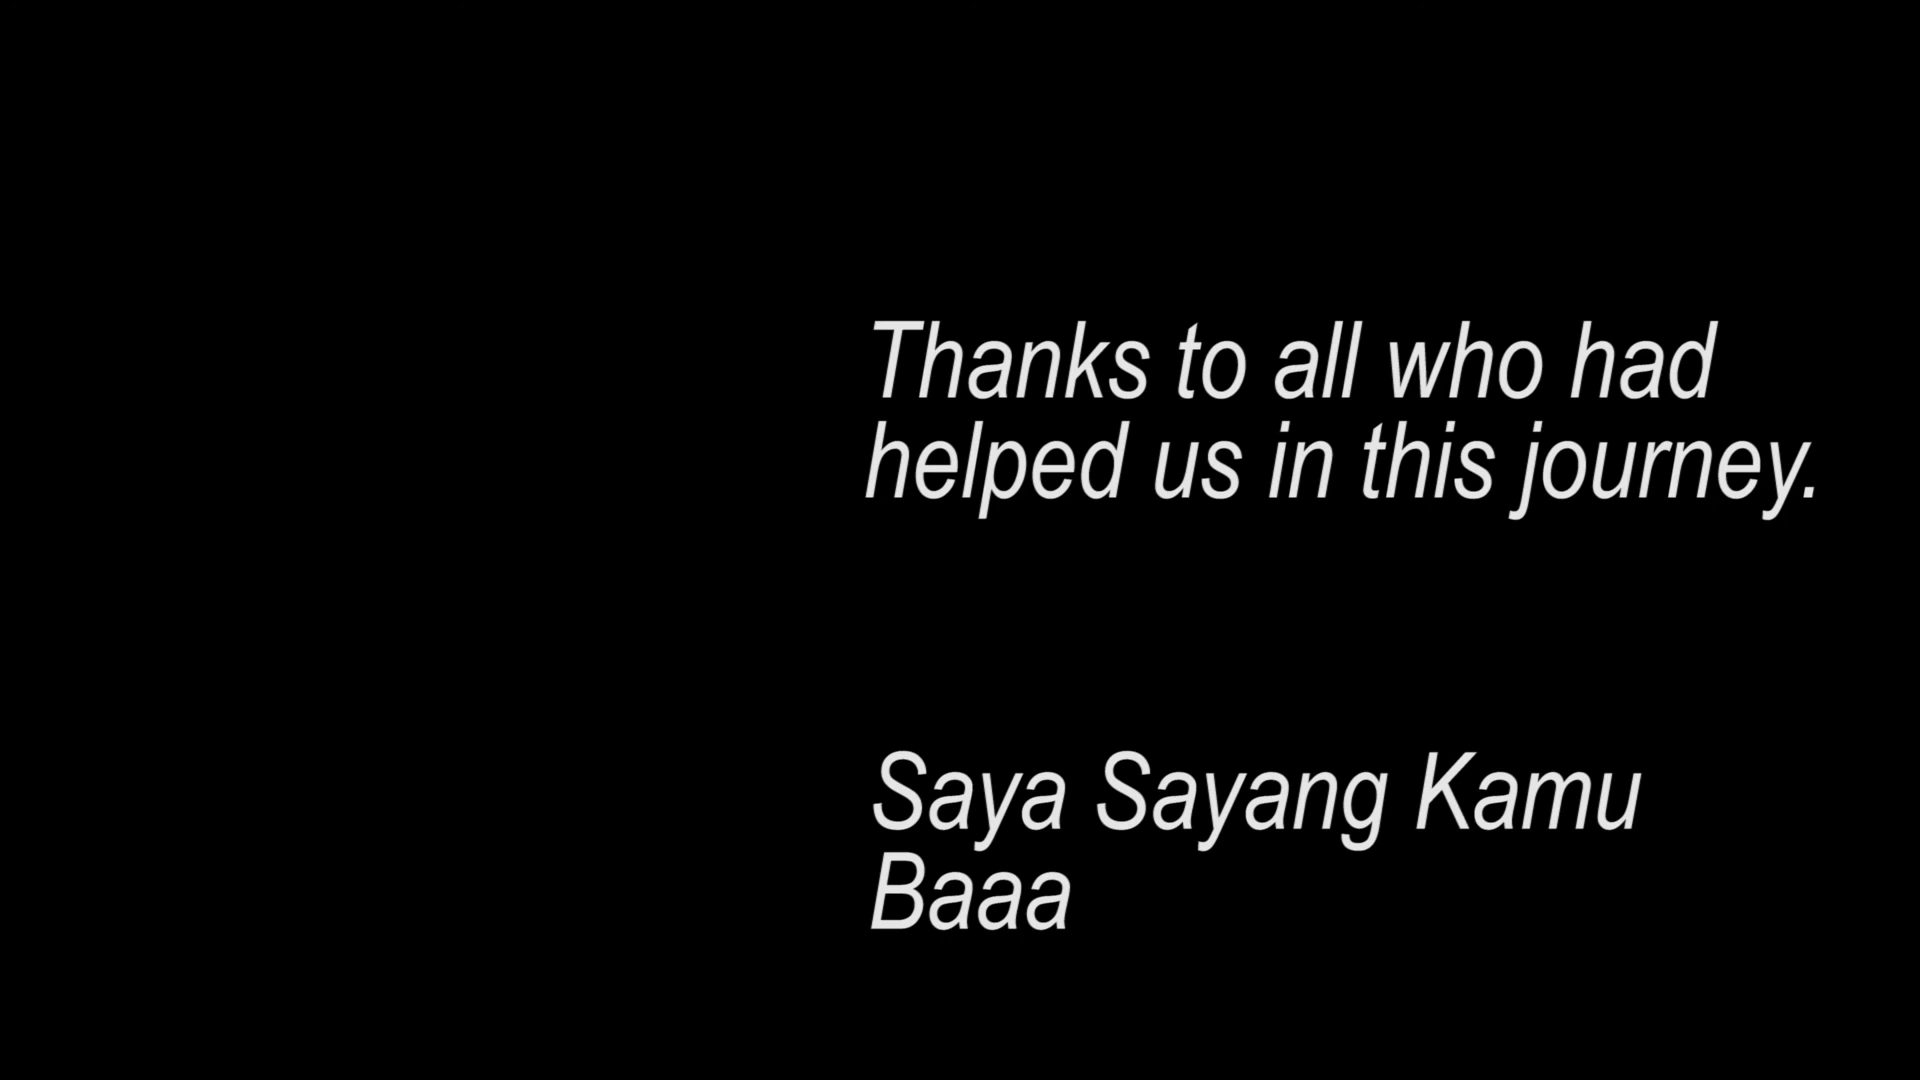 Thanks to all who had
helped us in this journey.
Saya Sayang Kamu
Baaa